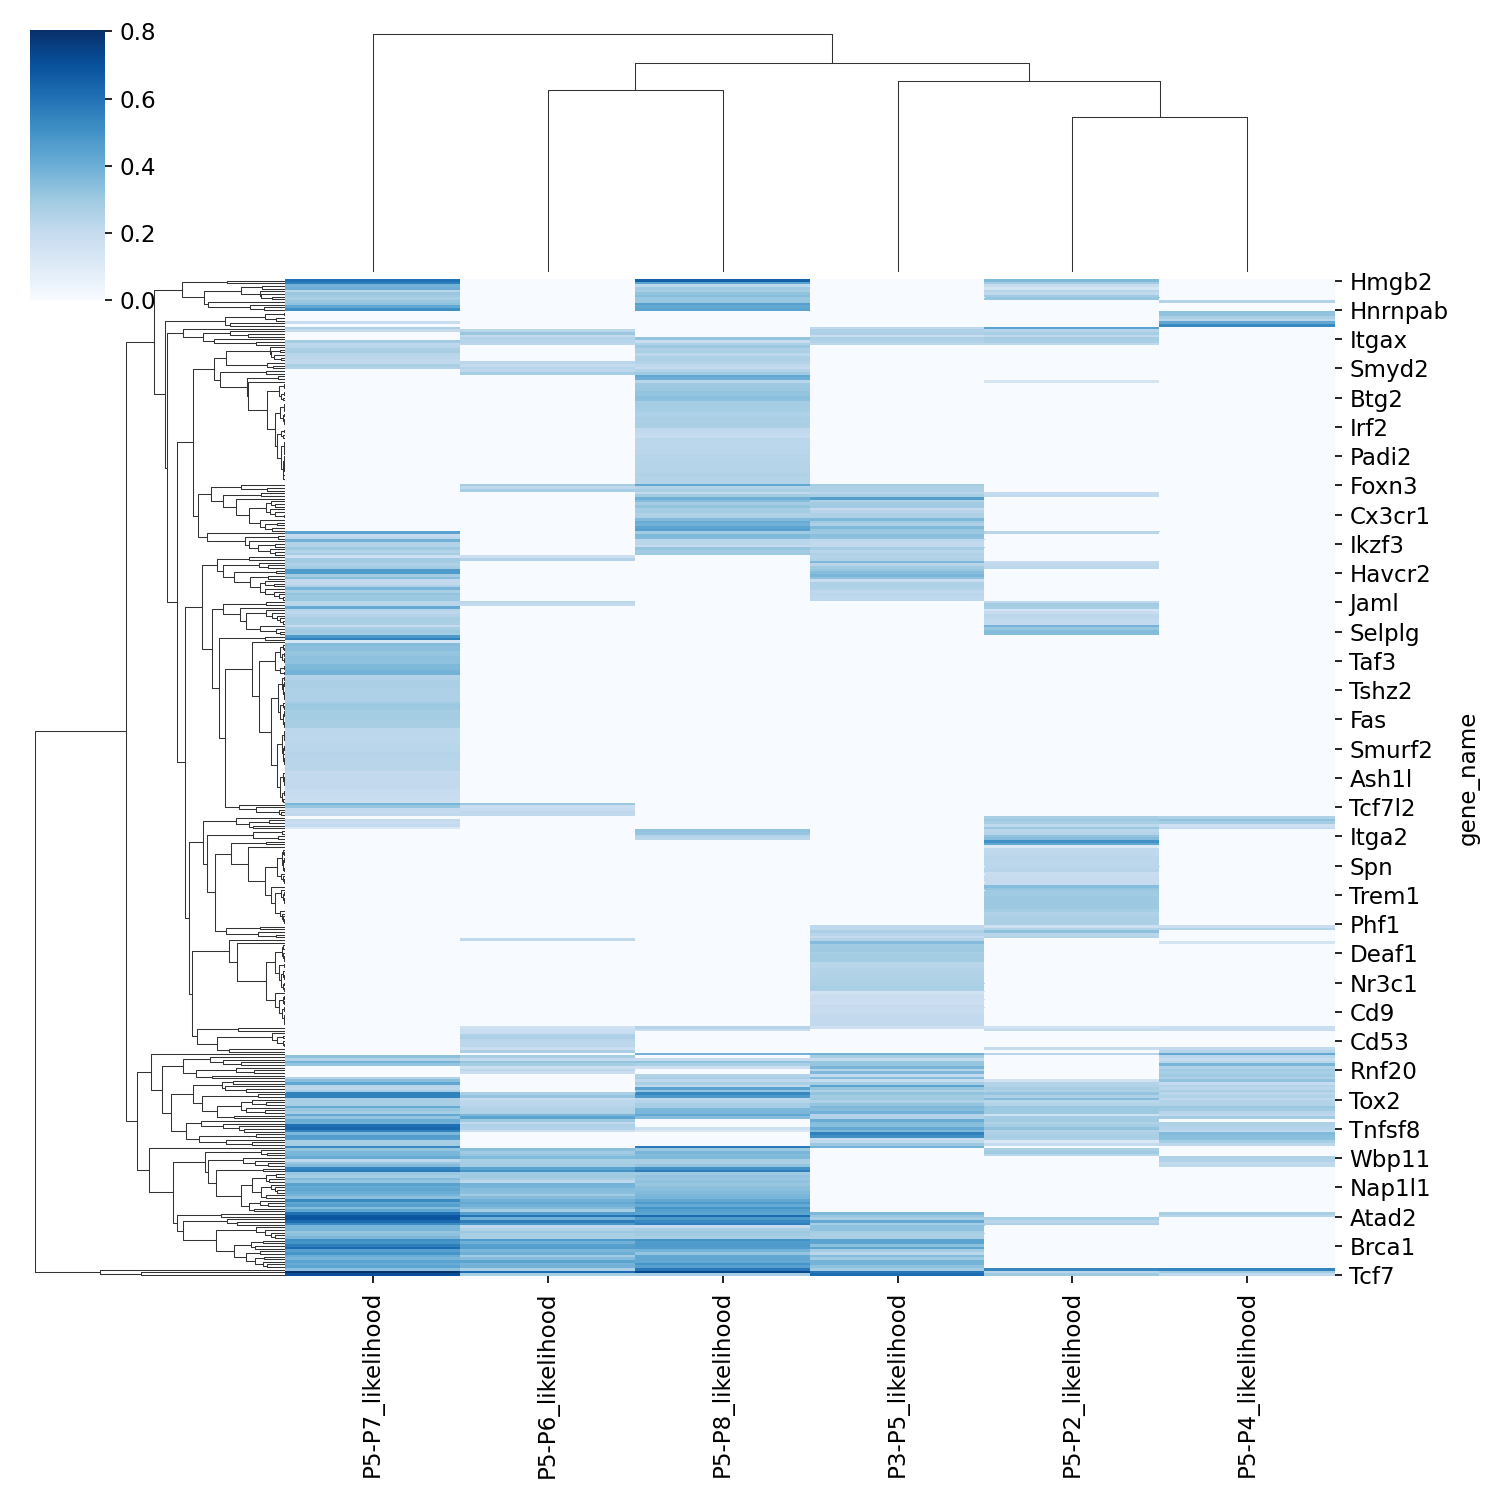 0.8
0.6
0.4
0.2
0.0
Hmgb2
Hnrnpab
Itgax
Smyd2
Btg2
Irf2
Padi2
Foxn3
Cx3cr1
Ikzf3
Havcr2
Jaml
Selplg
Taf3
Tshz2
Fas
Smurf2
Ash1l
Tcf7l2
Itga2
Spn
Trem1
Phf1
Deaf1
Nr3c1
Cd9
Cd53
Rnf20
Tox2
Tnfsf8
Wbp11
Nap1l1
Atad2
Brca1
Tcf7
gene_name
P5-P7_likelihood
P5-P6_likelihood
P5-P8_likelihood
P3-P5_likelihood
P5-P2_likelihood
P5-P4_likelihood